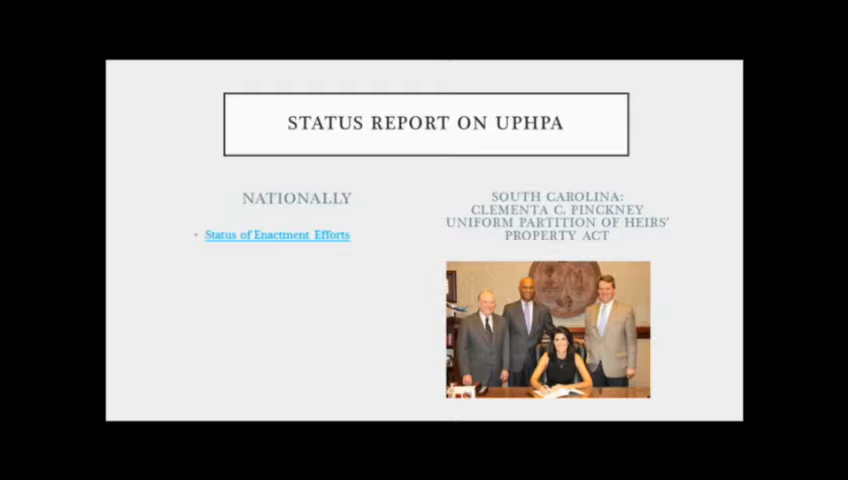 STATUS REPORT ON UPHPA
NATIONALLY
• Status of Enactment Efforts
SOUTH CAROLINA:
CLEMENTA C. PINCKNEY
UNIFORM PARTITION OF HEIRS'
PROPERTY ACT